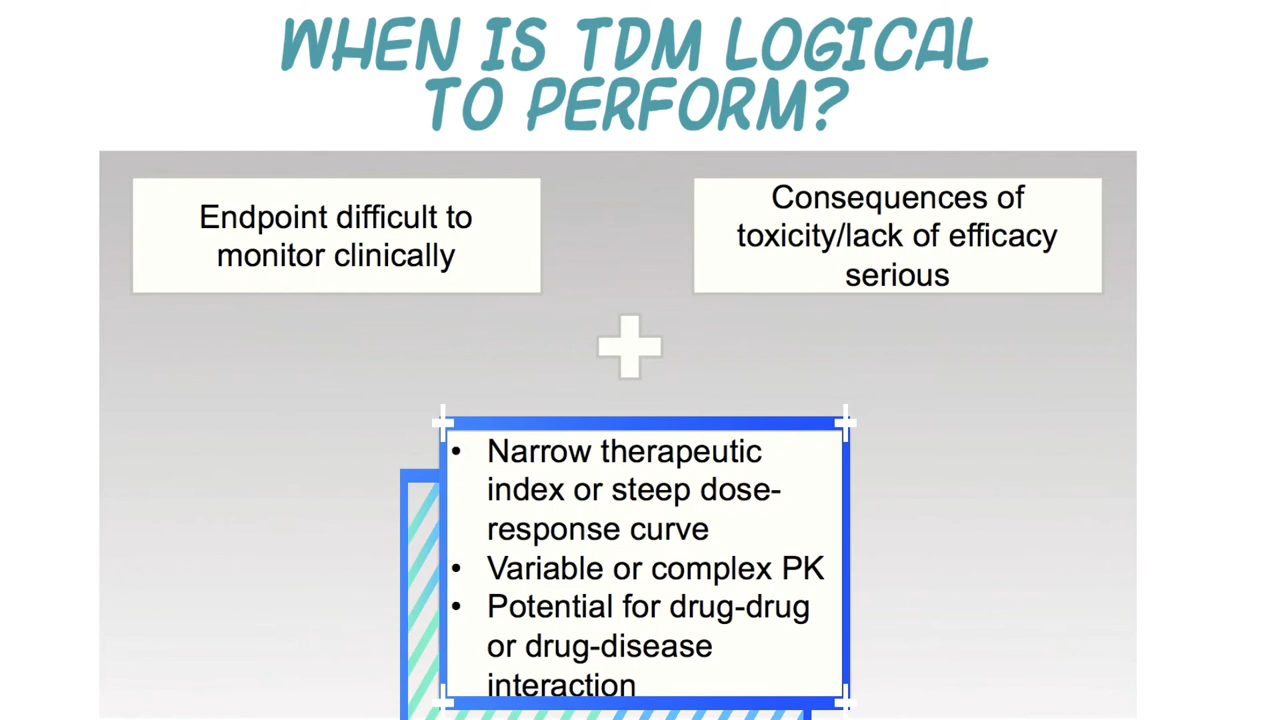 WHEN IS TDM LOGICAL
TO PERFORM?
Endpoint difficult to
monitor clinically
Consequences of
toxicity/lack of efficacy
serious
• Narrow therapeutic
index or steep dose-
response curve
• Variable or complex PK
• Potential for drug-drug
or drug-disease
interaction